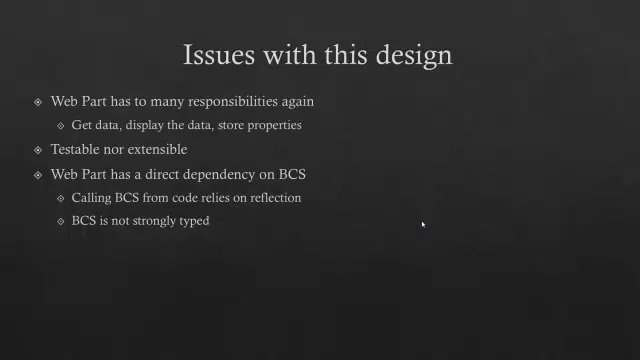 Issues with this design
Web Part has to many responsibilities again
Get data, display the data, store properties
Testable nor extensible
Web Part has a direct dependency on BCS
Calling BCS from code relies on reflection
BCS is not strongly typed